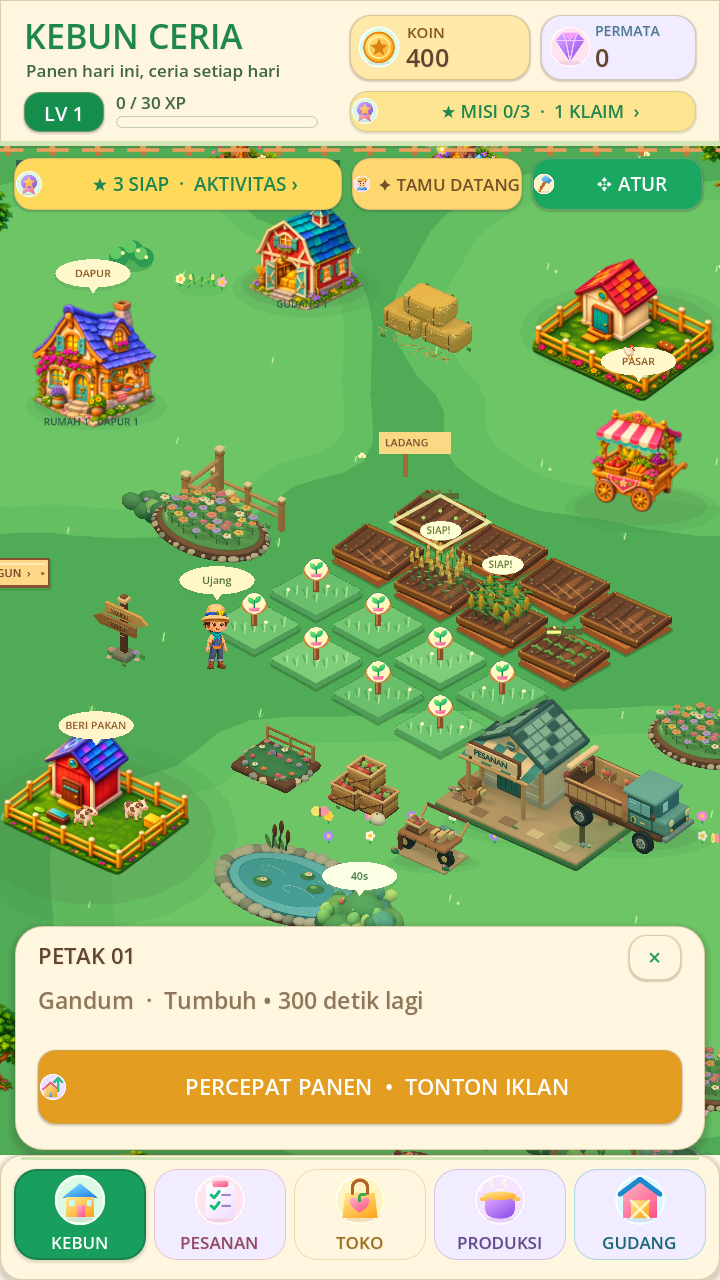 KEBUN CERIA
Panen hari ini, ceria setiap hari
KOIN
400
PERMATA
0
LV 1
0 / 30 XP
★ MISI 0/3 · 1 KLAIM ›
★ 3 SIAP · AKTIVITAS ›
✦ TAMU DATANG
✥ ATUR
DAPUR
GUDANG 1
PASAR
RUMAH 1 · DAPUR 1
LADANG
SIAP!
SIAP!
GUN › »
Ujang
BERI PAKAN
PESANAN
40s
PETAK 01
×
Gandum · Tumbuh • 300 detik lagi
PERCEPAT PANEN • TONTON IKLAN
KEBUN
PESANAN
TOKO
PRODUKSI
GUDANG